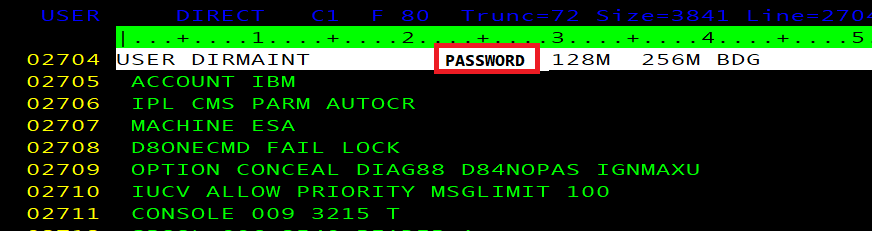 USER DIRECT C1 F 80 Trunc=72 Size=3841 Line=2704
|...+....1....+....2....+....3....+....4....+....5.
02704 USER DIRMAINT PASSWORD 128M 256M BDG
02705 ACCOUNT IBM
02706 IPL CMS PARM AUTOCR
02707 MACHINE ESA
02708 D8ONECMD FAIL LOCK
02709 OPTION CONCEAL DIAG88 D84NOPAS IGNMAXU
02710 IUCV ALLOW PRIORITY MSGLIMIT 100
02711 CONSOLE 009 3215 T